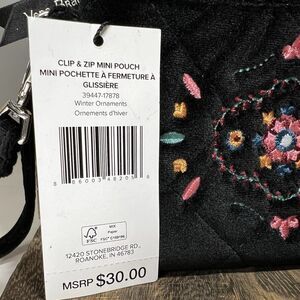 CLIP & ZIP MINI POUCH
MINI POCHETTE À FERMETURE À
GLISSIÈRE
39447-17878
Winter Ornaments
Ornements d'hiver
FSC
MIX
Paper
12420 STONEBRIDGE RD.,
ROANOKE, IN 46783
MSRP $30.00